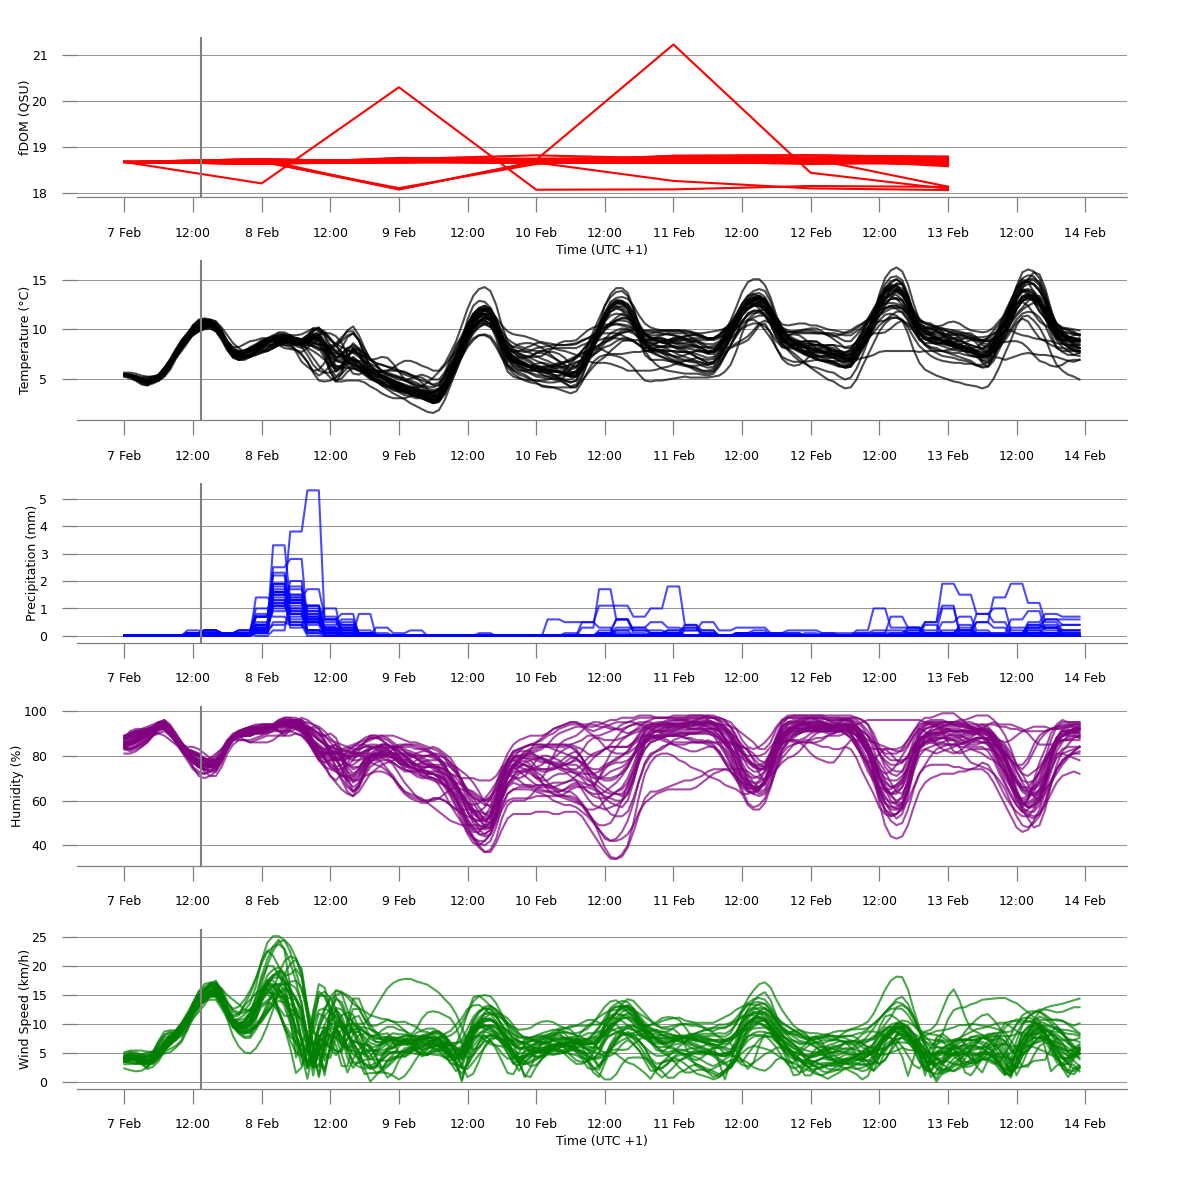 fDOM (QSU)
21
20
19
18
7 Feb 12:00 8 Feb 12:00 9 Feb 12:00 10 Feb 12:00 11 Feb 12:00 12 Feb 12:00 13 Feb 12:00 14 Feb
Time (UTC +1)
Temperature (°C)
15
10
5
7 Feb 12:00 8 Feb 12:00 9 Feb 12:00 10 Feb 12:00 11 Feb 12:00 12 Feb 12:00 13 Feb 12:00 14 Feb
Precipitation (mm)
5
4
3
2
1
0
7 Feb 12:00 8 Feb 12:00 9 Feb 12:00 10 Feb 12:00 11 Feb 12:00 12 Feb 12:00 13 Feb 12:00 14 Feb
Humidity (%)
100
80
60
40
7 Feb 12:00 8 Feb 12:00 9 Feb 12:00 10 Feb 12:00 11 Feb 12:00 12 Feb 12:00 13 Feb 12:00 14 Feb
Wind Speed (km/h)
25
20
15
10
5
0
7 Feb 12:00 8 Feb 12:00 9 Feb 12:00 10 Feb 12:00 11 Feb 12:00 12 Feb 12:00 13 Feb 12:00 14 Feb
Time (UTC +1)